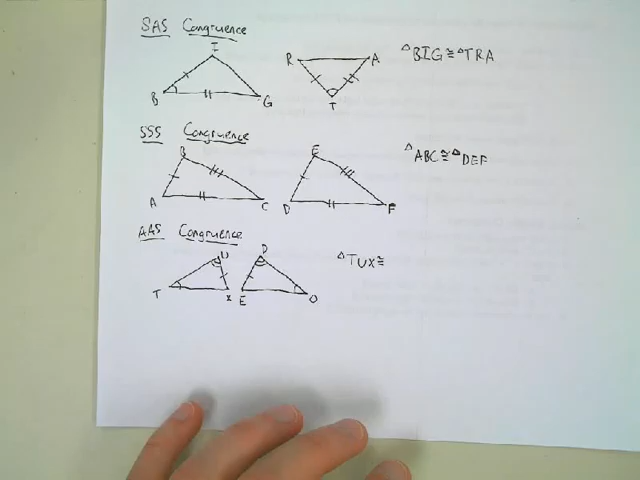 SAS Congruence
I
R A
B G
T
△BIG≅△TRA
SSS Congruence
B
E
A C
D F
△ABC≅△DEF
AAS Congruence
U
D
T X E O
△TUX≅